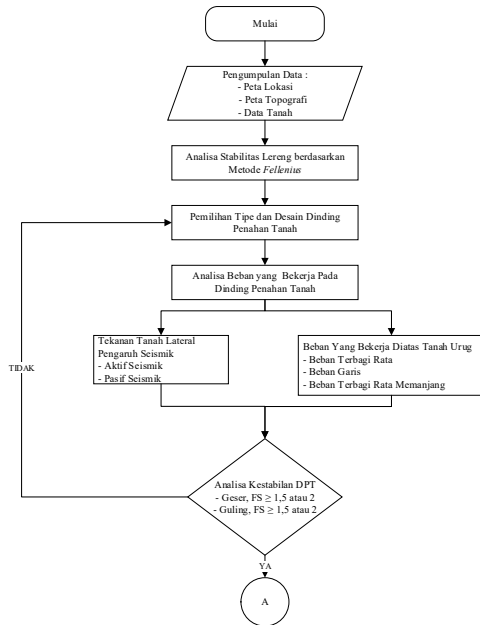 Mulai
Pengumpulan Data :
- Peta Lokasi
- Peta Topografi
- Data Tanah
Analisa Stabilitas Lereng berdasarkan
Metode Fellenius
Pemilihan Tipe dan Desain Dinding
Penahan Tanah
Analisa Beban yang Bekerja Pada
Dinding Penahan Tanah
Tekanan Tanah Lateral
Pengaruh Seismik
- Aktif Seismik
- Pasif Seismik
Beban Yang Bekerja Diatas Tanah Urug
- Beban Terbagi Rata
- Beban Garis
- Beban Terbagi Rata Memanjang
TIDAK
Analisa Kestabilan DPT
- Geser, FS ≥ 1,5 atau 2
- Guling, FS ≥ 1,5 atau 2
YA
A